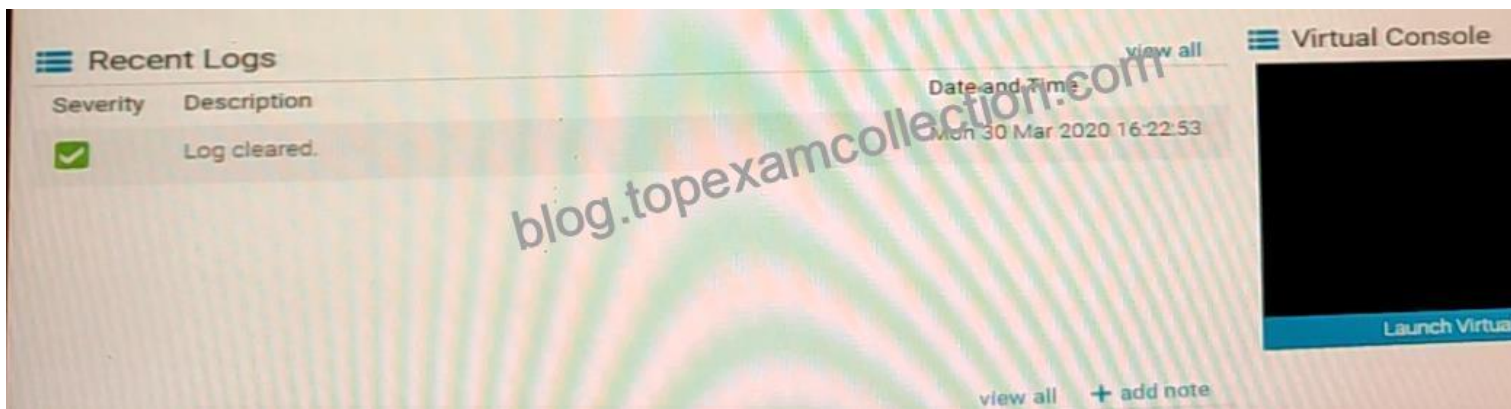 Recent Logs
view all
Severity Description Date and Time
Log cleared. Mon 30 Mar 2020 16:22:53
view all + add note
Virtual Console
Launch Virtua
blog.topexamcollection.com